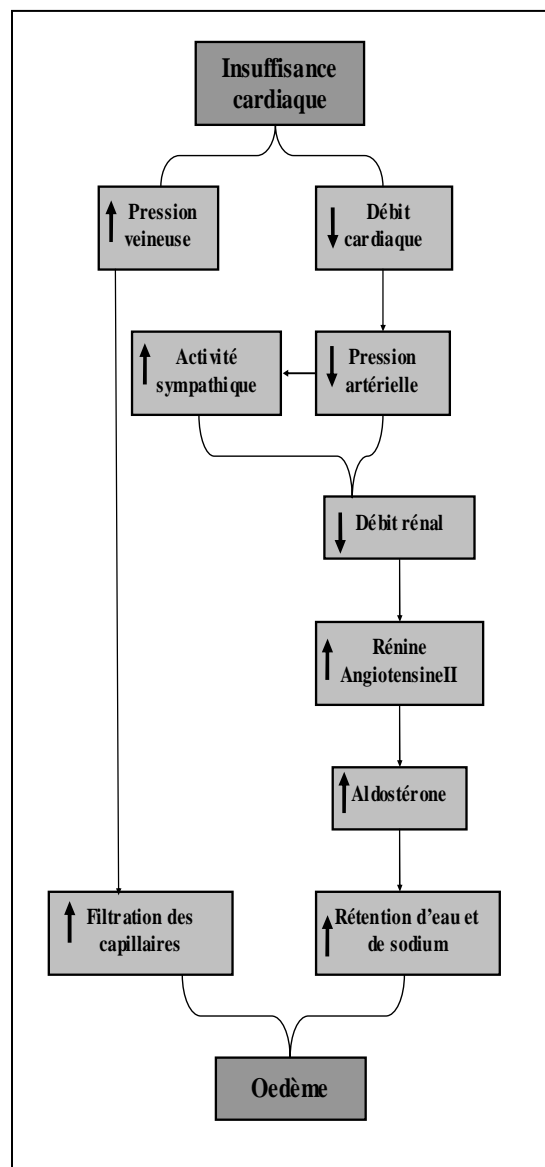 Insuffisance
cardiaque
Pression
veineuse
Débit
cardiaque
Activité
sympathique
Pression
artérielle
Débit rénal
Rénine
AngiotensineII
Aldostérone
Filtration des
capillaires
Rétention d'eau et
de sodium
Oedème